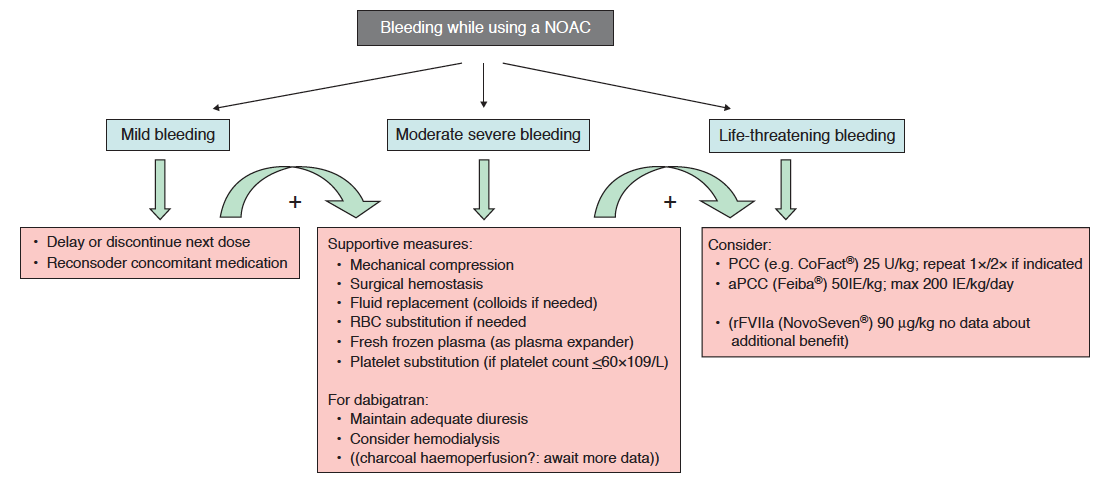 Bleeding while using a NOAC
Mild bleeding
Moderate severe bleeding
Life-threatening bleeding
+
+
• Delay or discontinue next dose
• Reconsoder concomitant medication
Supportive measures:
• Mechanical compression
• Surgical hemostasis
• Fluid replacement (colloids if needed)
• RBC substitution if needed
• Fresh frozen plasma (as plasma expander)
• Platelet substitution (if platelet count ≤60×109/L)
For dabigatran:
• Maintain adequate diuresis
• Consider hemodialysis
• ((charcoal haemoperfusion?: await more data))
Consider:
• PCC (e.g. CoFact®) 25 U/kg; repeat 1×/2× if indicated
• aPCC (Feiba®) 50IE/kg; max 200 IE/kg/day
• (rFVIIa (NovoSeven®) 90 μg/kg no data about
additional benefit)